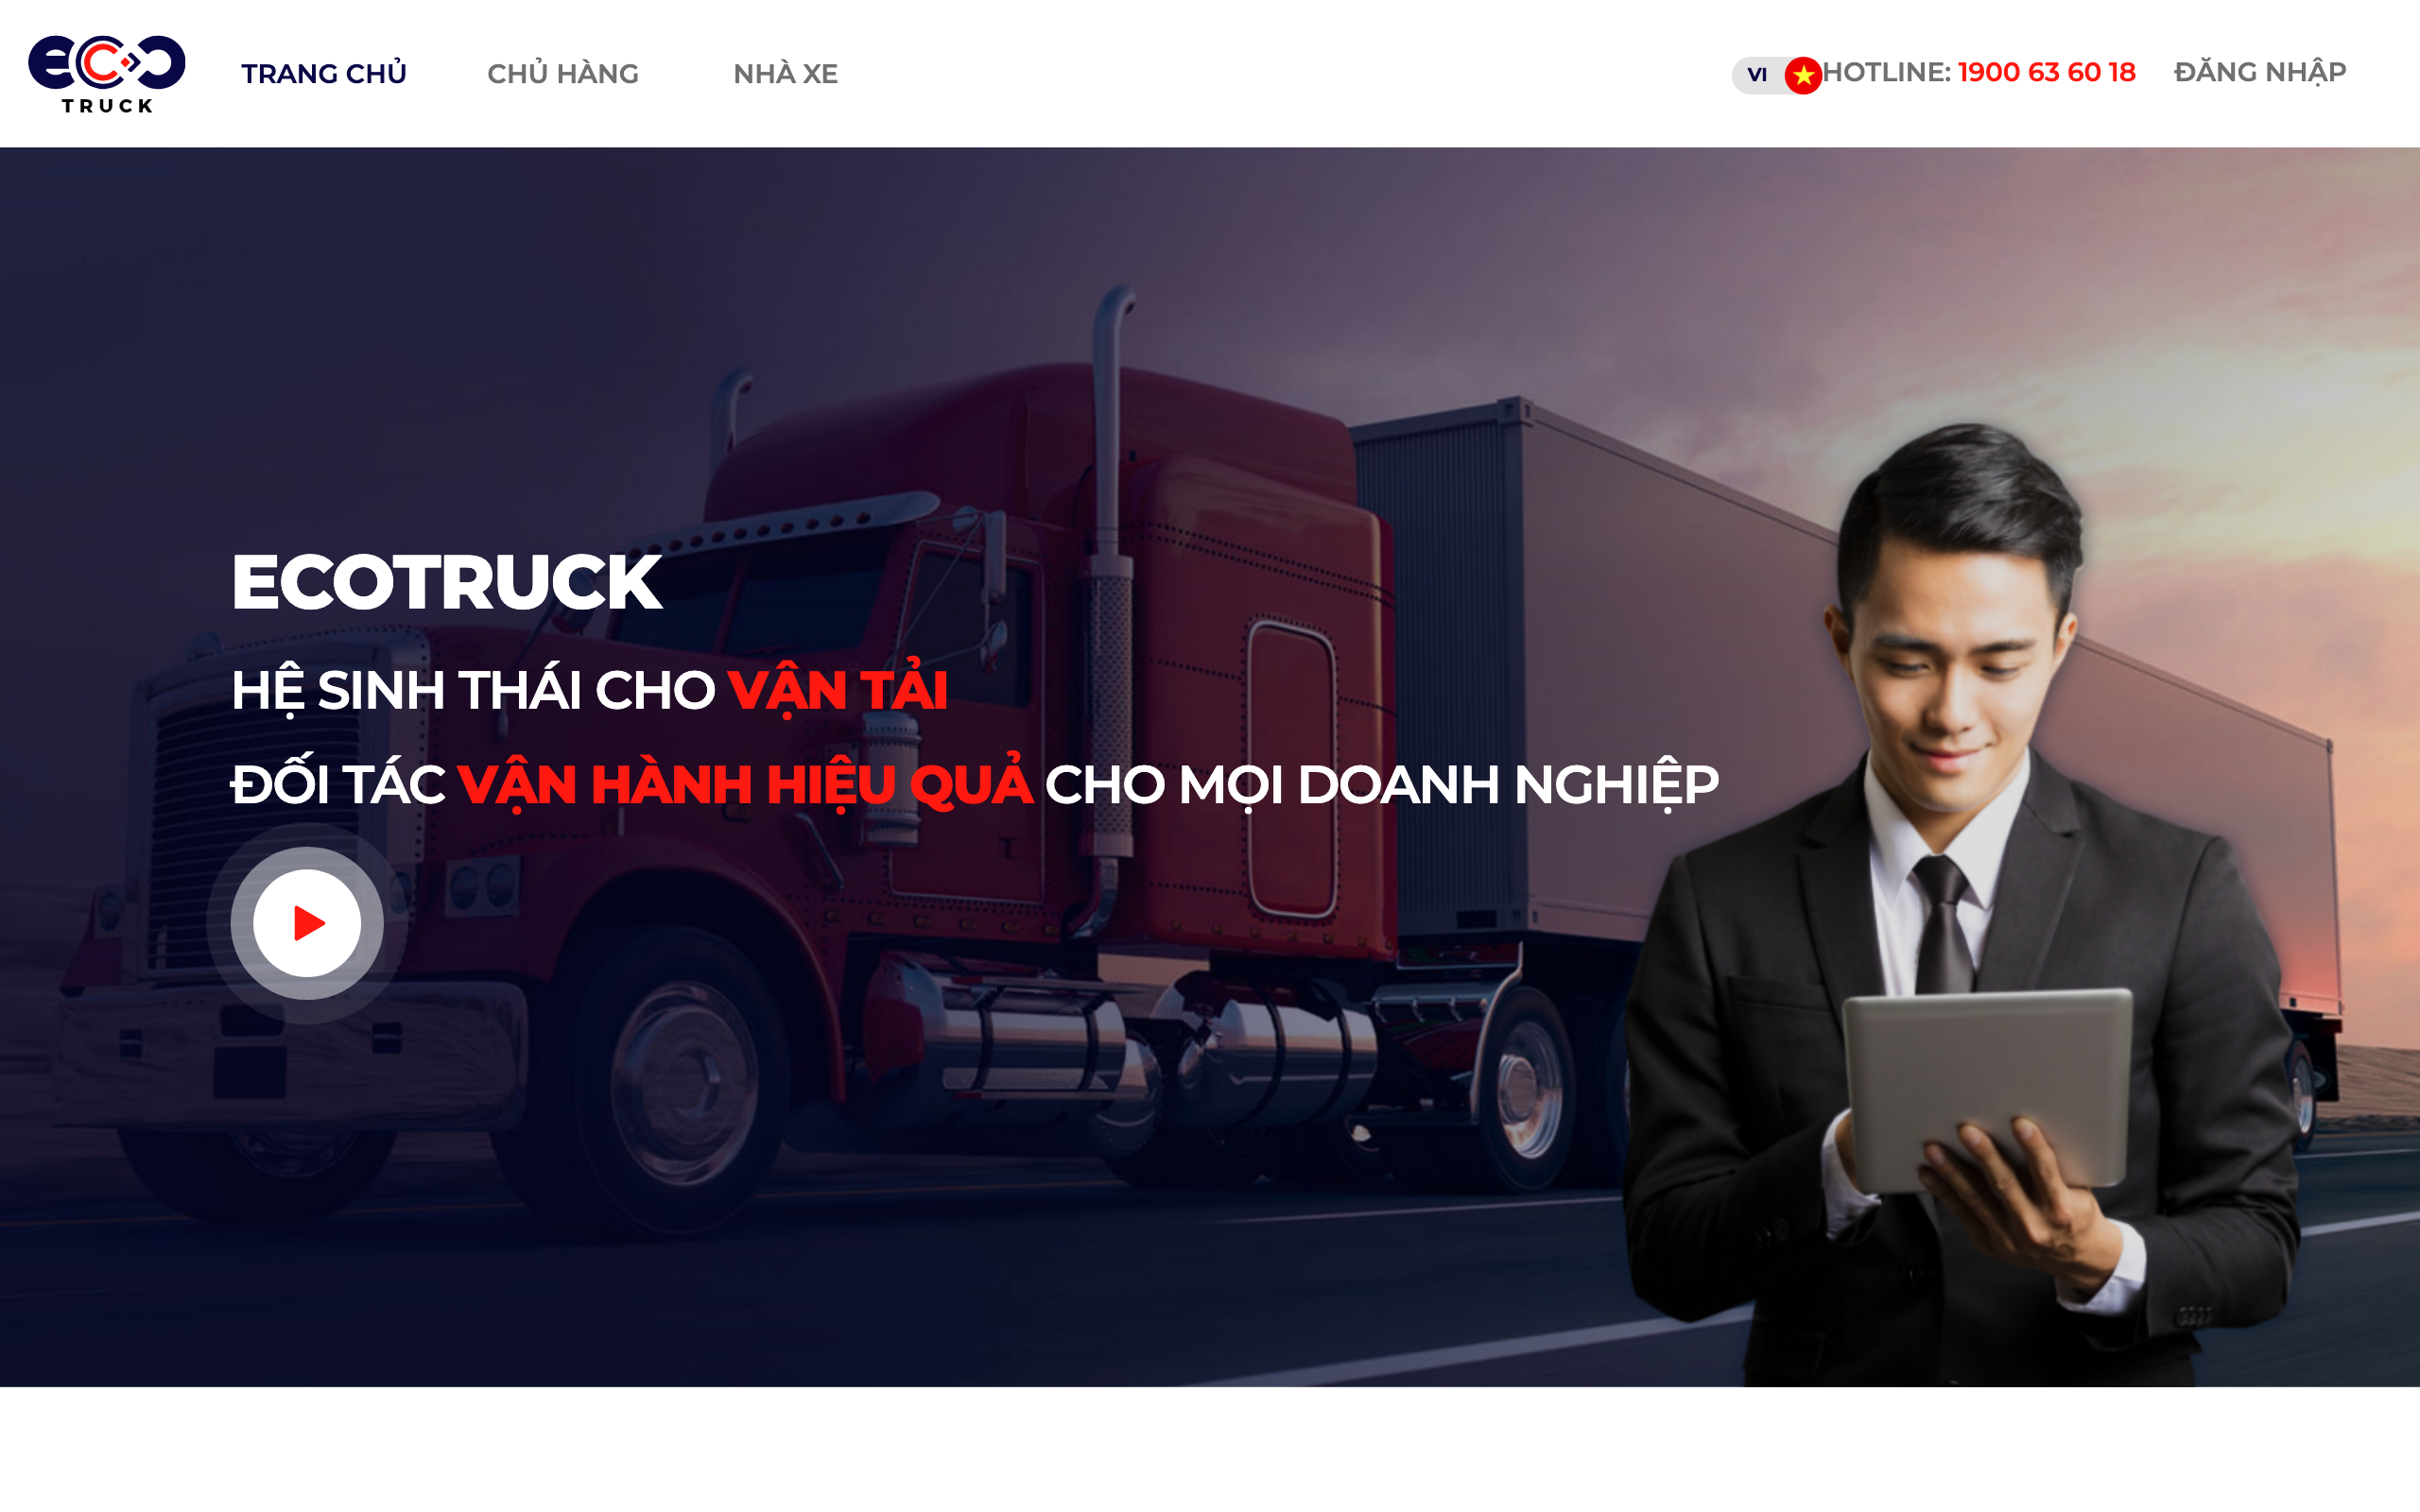 eco
TRUCK
TRANG CHỦ
CHỦ HÀNG
NHÀ XE
VI
HOTLINE: 1900 63 60 18
ĐĂNG NHẬP
ECOTRUCK
HỆ SINH THÁI CHO VẬN TẢI
ĐỐI TÁC VẬN HÀNH HIỆU QUẢ CHO MỌI DOANH NGHIỆP